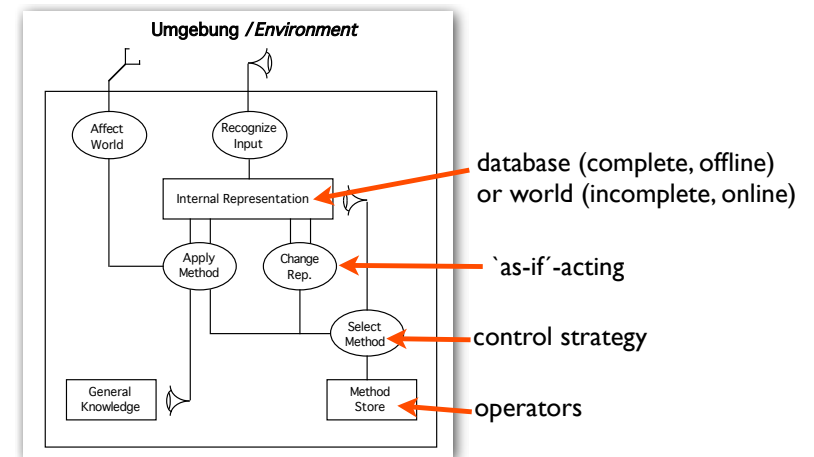 Umgebung /Environment
Affect
World
Recognize
Input
Internal Representation
Apply
Method
Change
Rep.
Select
Method
General
Knowledge
Method
Store
database (complete, offline)
or world (incomplete, online)
`as-if´-acting
control strategy
operators